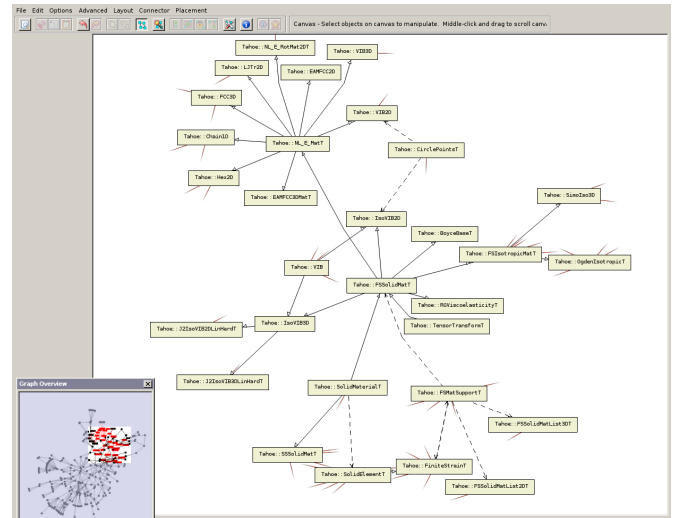 File Edit Options Advanced Layout Connector Placement
Canvas - Select objects on canvas to manipulate. Middle-click and drag to scroll canv
Tahoe::NL_E_RotMat2DT
Tahoe::VIB3D
Tahoe::LJTr2D
Tahoe::EAMFCC2D
Tahoe::FCC3D
Tahoe::VIB2D
Tahoe::Chain1D
Tahoe::NL_E_MatT
Tahoe::CirclePointsT
Tahoe::Hex2D
Tahoe::EAMFCC3DMatT
Tahoe::SimoIso3D
Tahoe::IsoVIB2D
Tahoe::BoyceBaseT
Tahoe::FSIsotropicMatT
Tahoe::OgdenIsotropicT
Tahoe::VIB
Tahoe::FSSolidMatT
Tahoe::RGViscoelasticityT
Tahoe::IsoVIB3D
Tahoe::TensorTransformT
Tahoe::J2IsoVIB2DLinHardT
Tahoe::J2IsoVIB3DLinHardT
Tahoe::SolidMaterialT
Graph Overview
Tahoe::FSMatSupportT
Tahoe::FSSolidMatList3DT
Tahoe::SSSolidMatT
Tahoe::FiniteStrainT
Tahoe::SolidElementT
Tahoe::FSSolidMatList2DT